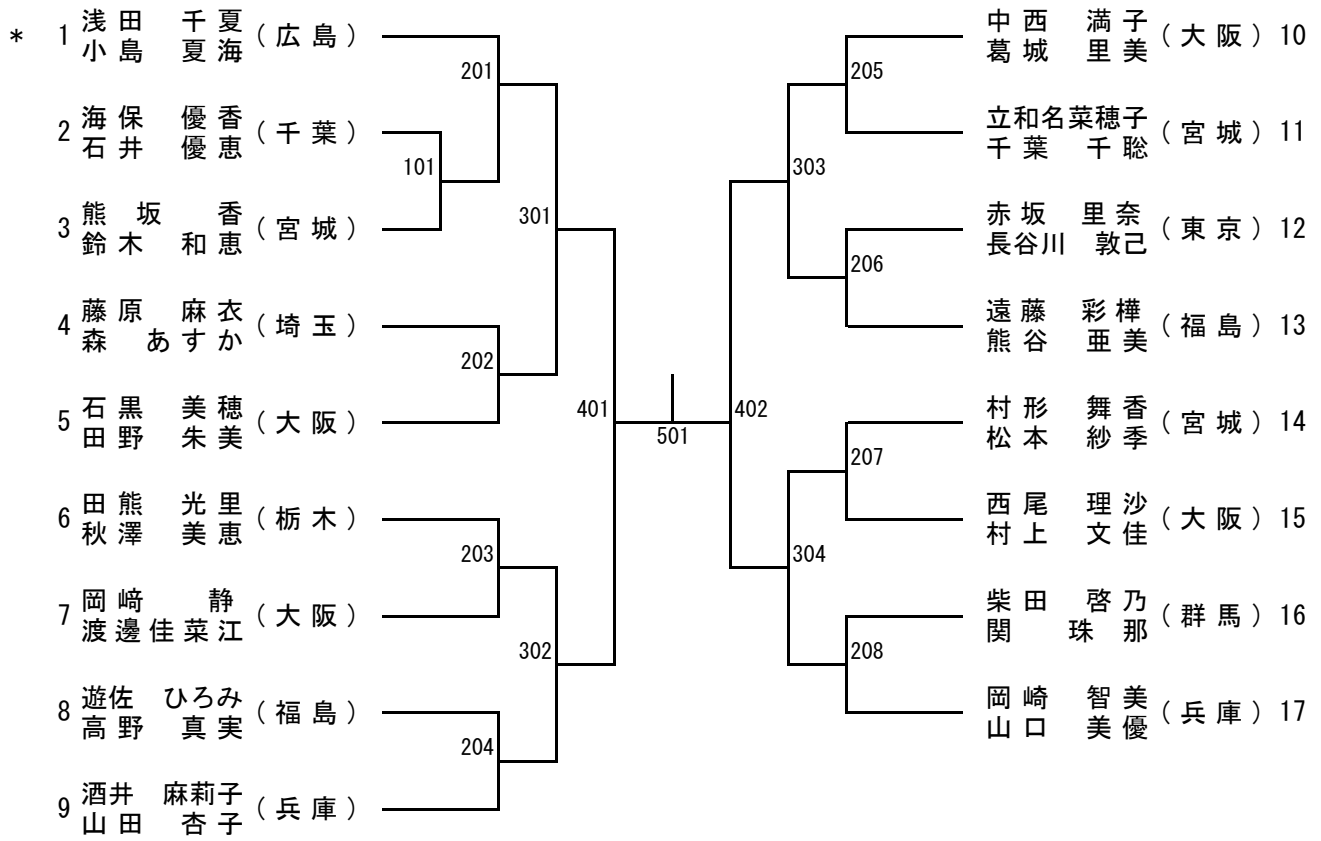 * 1 浅田 千夏 (広島)
小島 夏海
2 海保 優香 (千葉)
石井 優恵
3 熊坂 香 (宮城)
鈴木 和恵
4 藤原 麻衣 (埼玉)
森 あすか
5 石黒 美穂 (大阪)
田野 朱美
6 田熊 光里 (栃木)
秋澤 美恵
7 岡﨑 静 (大阪)
渡邊佳菜江
8 遊佐 ひろみ (福島)
高野 真実
9 酒井 麻莉子 (兵庫)
山田 杏子
101
201
202
203
204
301
302
401
501
402
303
304
205
206
207
208
中西 満子 (大阪) 10
葛城 里美
立和名菜穂子 (宮城) 11
千葉 千聡
赤坂 里奈 (東京) 12
長谷川 敦己
遠藤 彩樺 (福島) 13
熊谷 亜美
村形 舞香 (宮城) 14
松本 紗季
西尾 理沙 (大阪) 15
村上 文佳
柴田 啓乃 (群馬) 16
関 珠那
岡崎 智美 (兵庫) 17
山口 美優